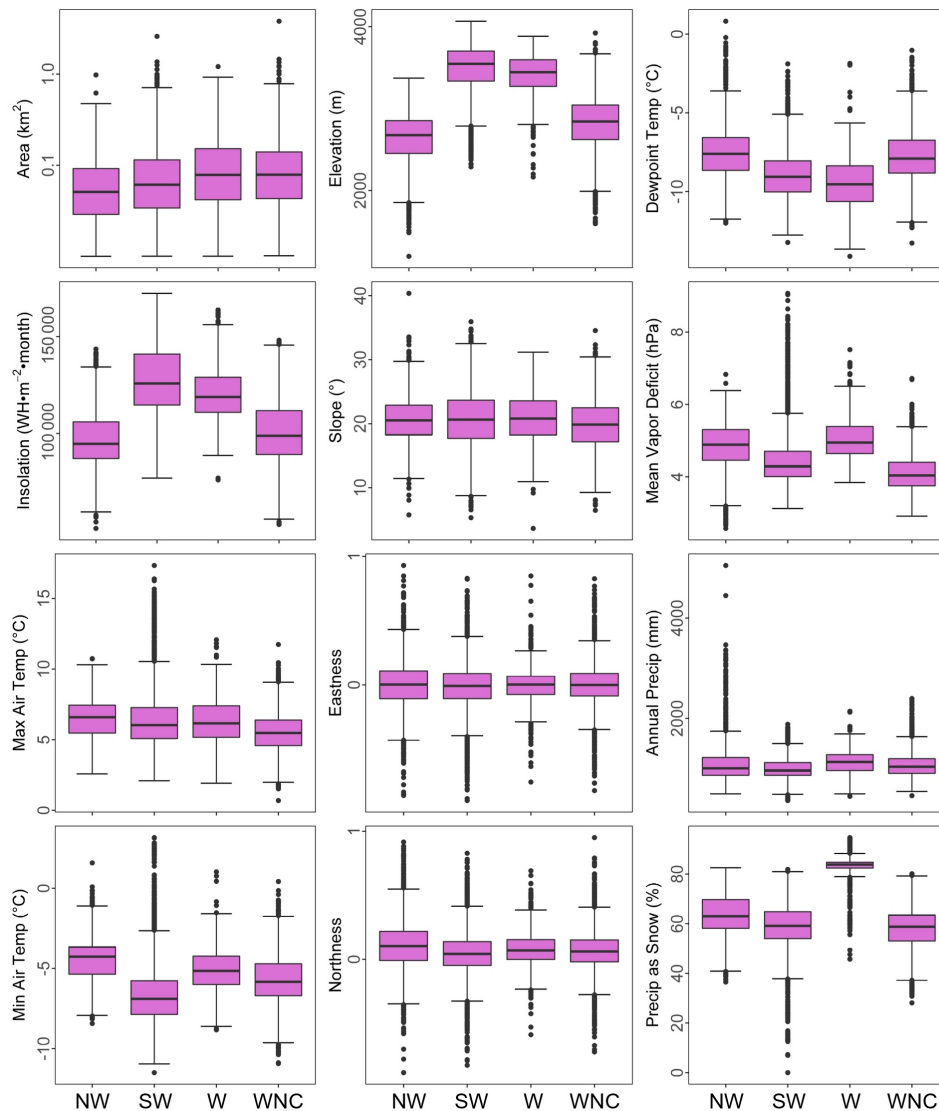 Area (km²)
1.0
0.1
Elevation (m)
4000
2000
Dewpoint Temp (°C)
0
-5
-10
Insolation (WH•m⁻²•month)
150 000
100 000
Slope (°)
40
30
20
10
Mean Vapor Deficit (hPa)
8
6
4
Max Air Temp (°C)
15
10
5
0
Eastness
1
0
Annual Precip (mm)
4000
2000
Min Air Temp (°C)
0
-5
-10
Northness
1
0
Precip as Snow (%)
80
60
40
20
0
NW SW W WNC NW SW W WNC NW SW W WNC